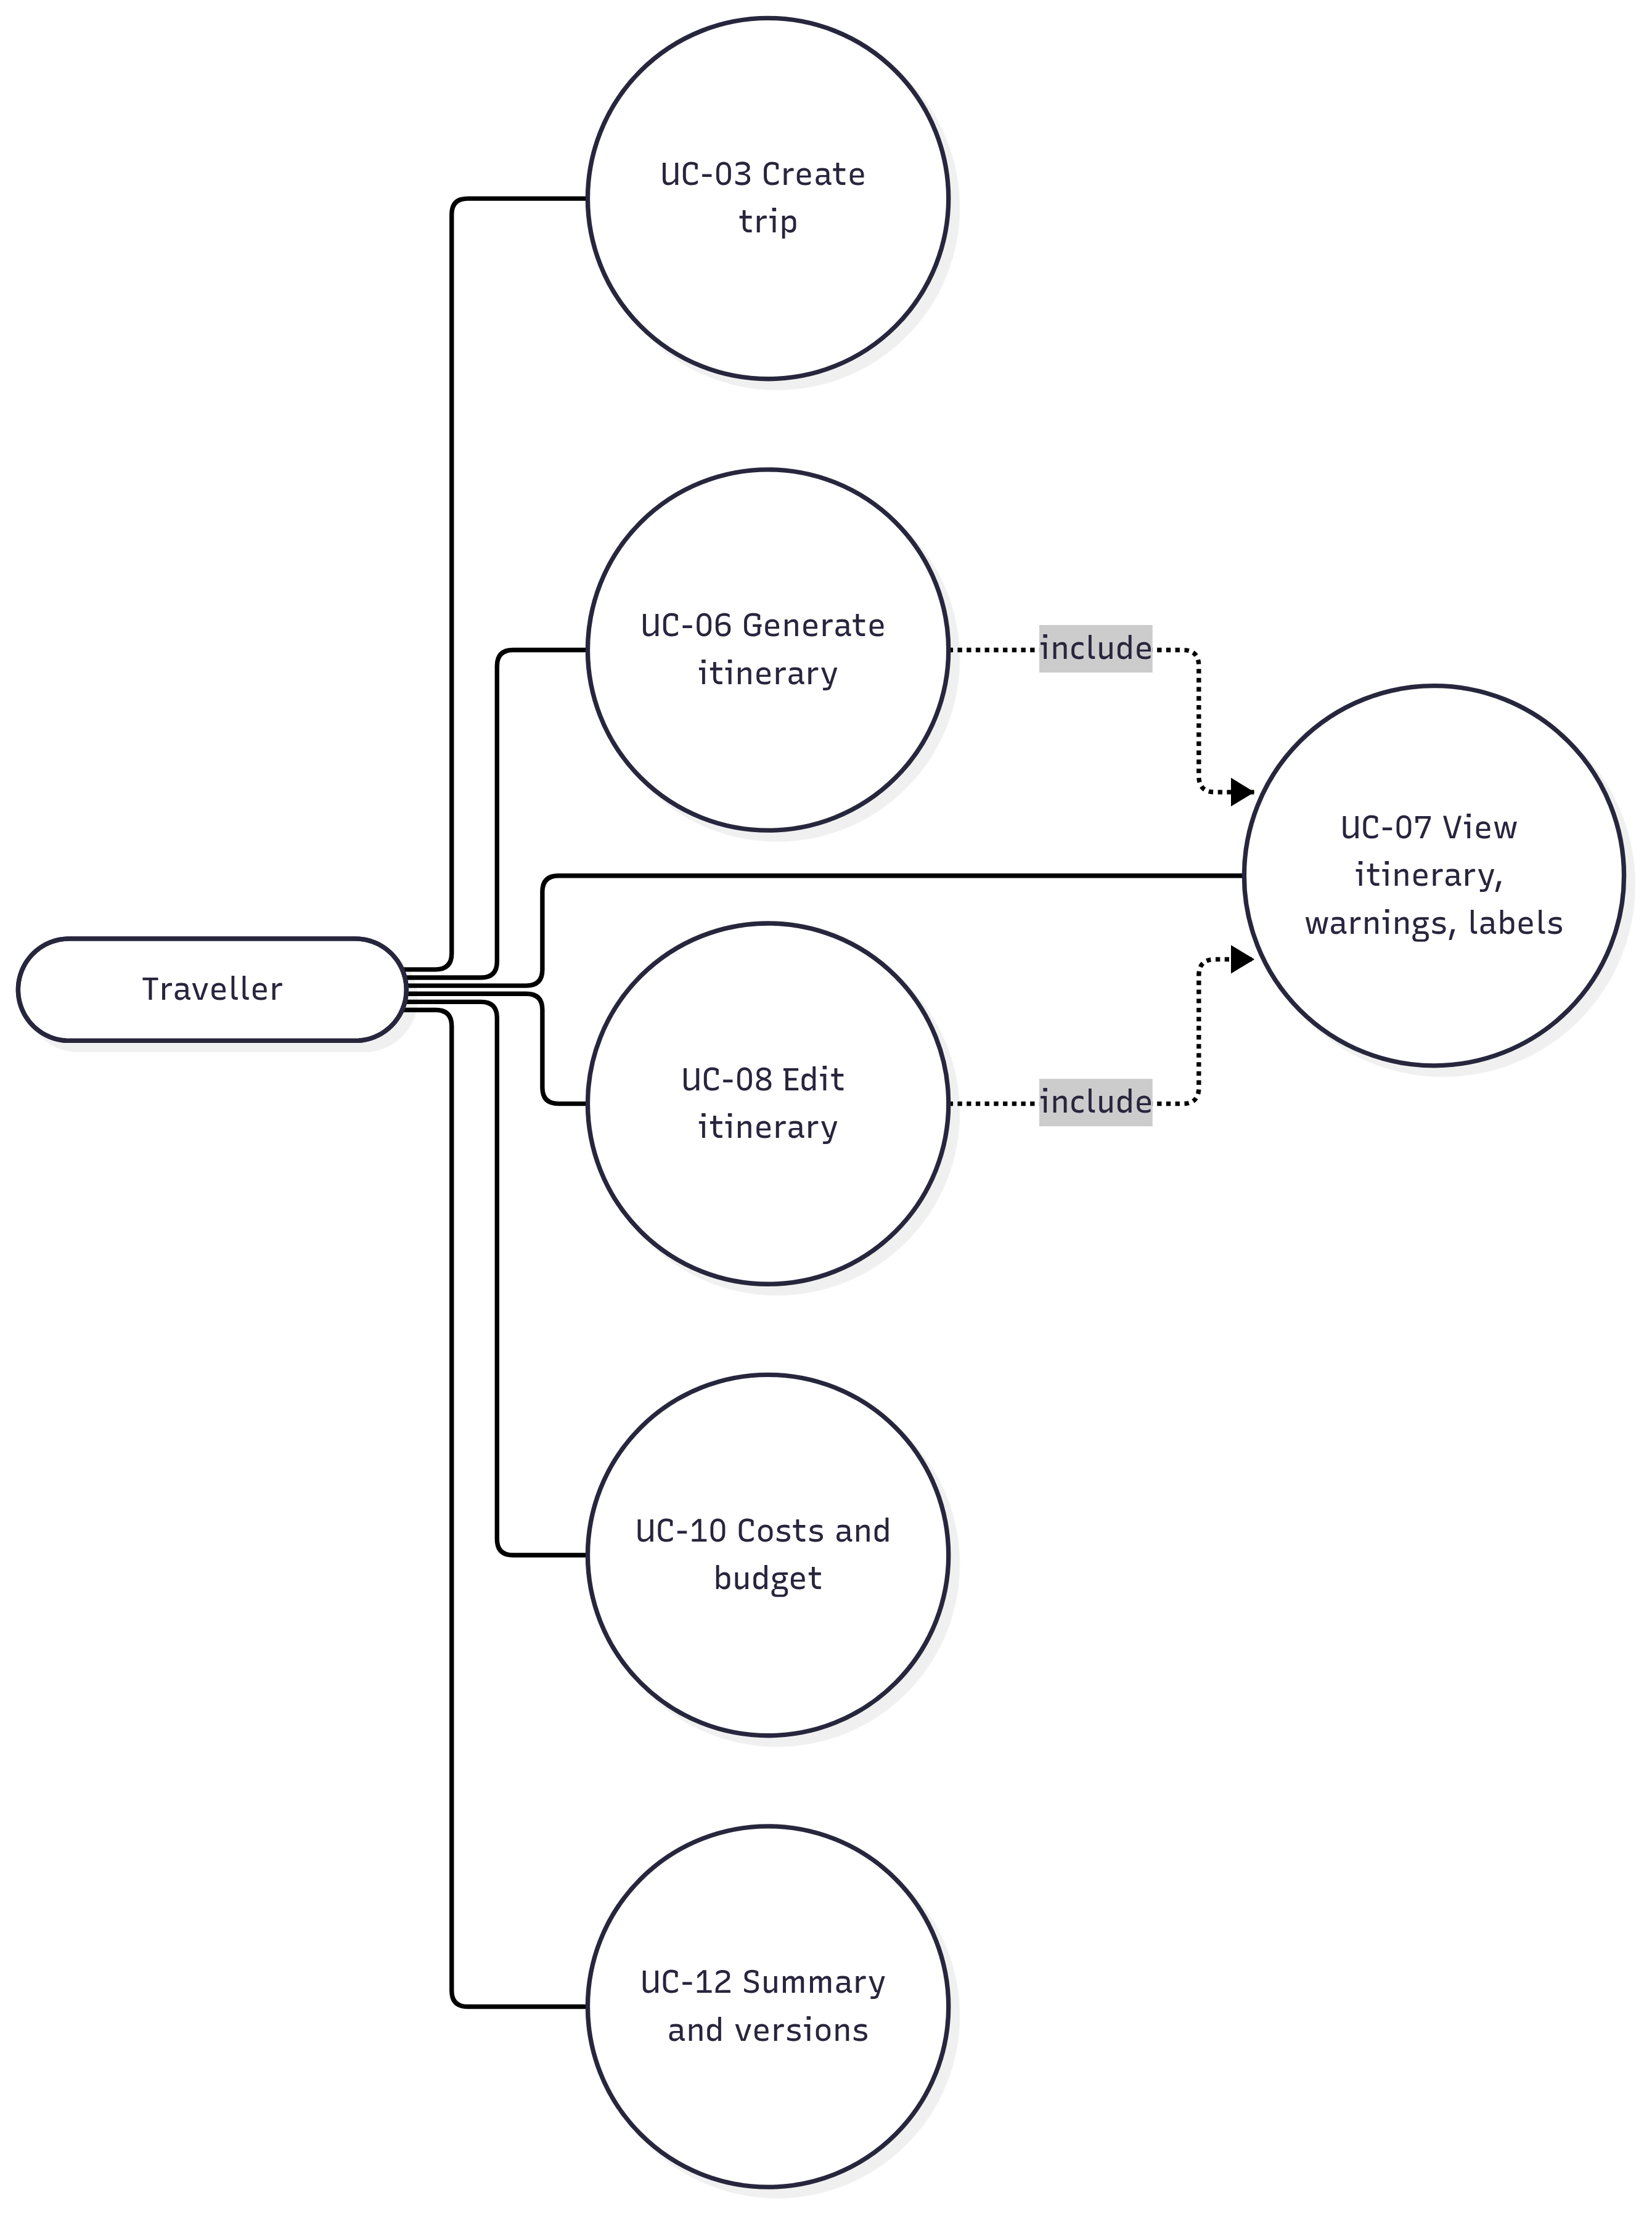 UC-03 Create
trip
UC-06 Generate
itinerary
include
UC-07 View
itinerary,
warnings, labels
Traveller
UC-08 Edit
itinerary
include
UC-10 Costs and
budget
UC-12 Summary
and versions